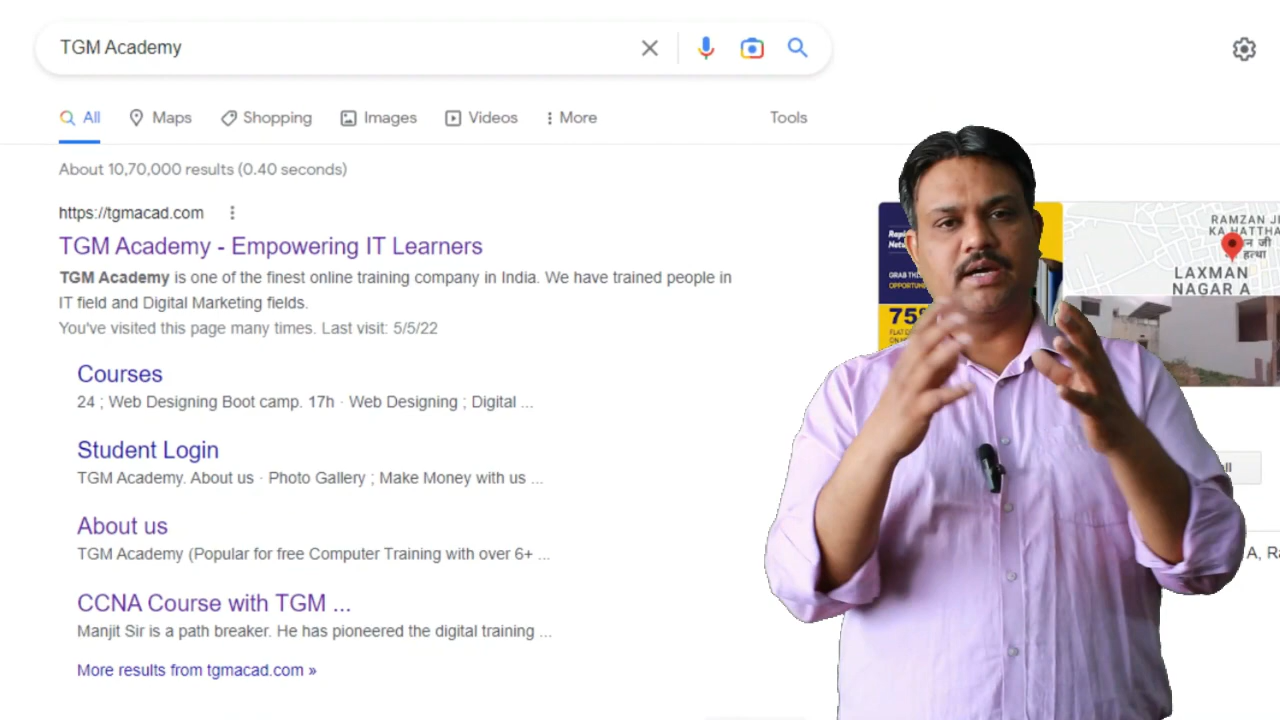 TGM Academy
All
Maps
Shopping
Images
Videos
More
Tools
About 10,70,000 results (0.40 seconds)
https://tgmacad.com
TGM Academy - Empowering IT Learners
TGM Academy is one of the finest online training company in India. We have trained people in
IT field and Digital Marketing fields.
You've visited this page many times. Last visit: 5/5/22
Courses
24 ; Web Designing Boot camp. 17h · Web Designing ; Digital ...
Student Login
TGM Academy. About us · Photo Gallery ; Make Money with us ...
About us
TGM Academy (Popular for free Computer Training with over 6+ ...
CCNA Course with TGM ...
Manjit Sir is a path breaker. He has pioneered the digital training ...
More results from tgmacad.com »
75
RAMZAN
KA HATTHA
LAXMAN
NAGAR A